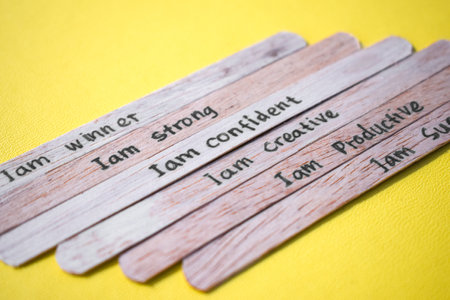 Iam winner
Iam strong
Iam confident
Iam Creative
Iam Productive
Iam